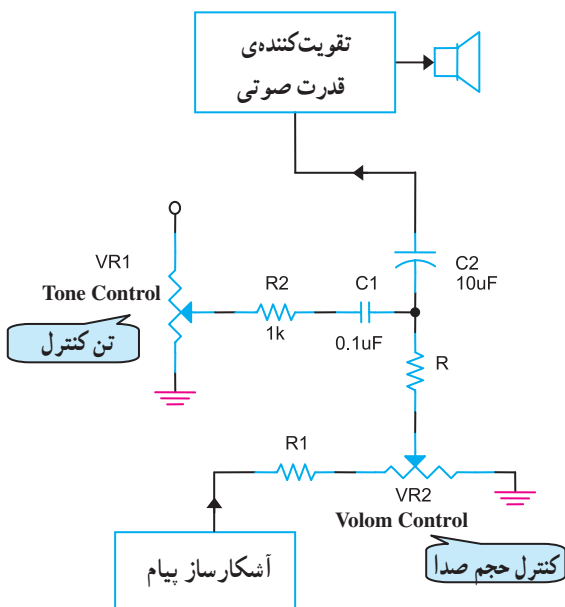 تقویت‌کننده‌ی
قدرت صوتی
VR1
Tone Control
تن کنترل
R2
1k
C1
0.1uF
C2
10uF
R
R1
VR2
Volom Control
کنترل حجم صدا
آشکارساز پیام